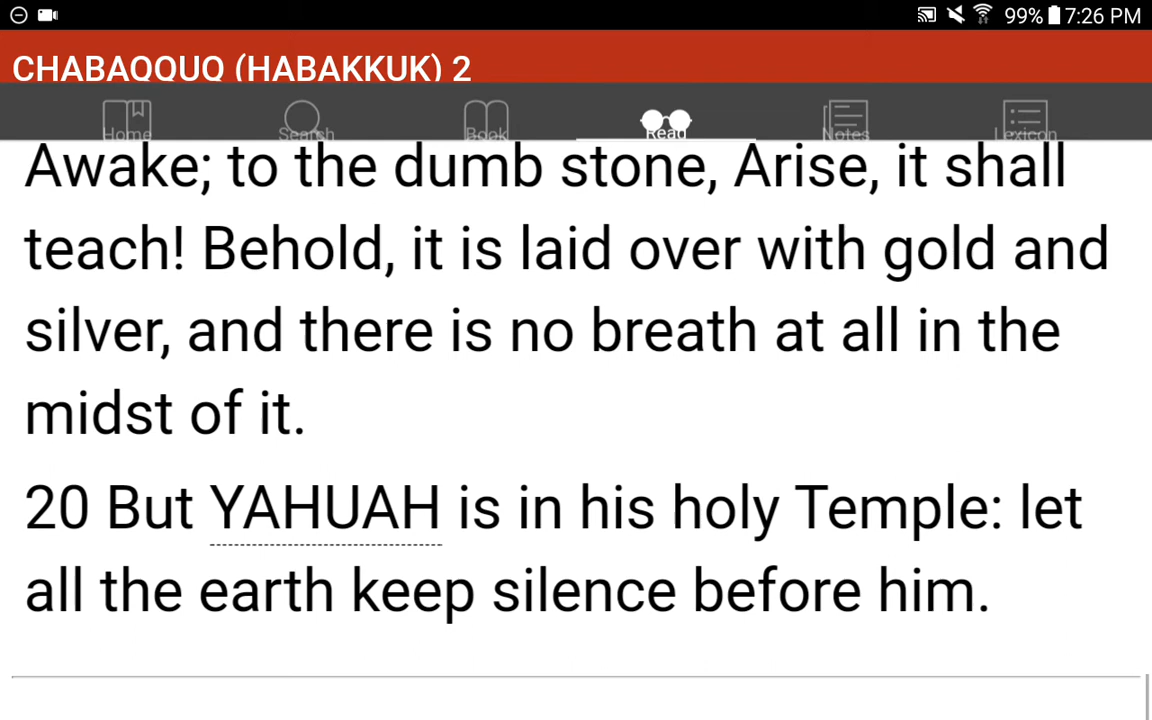 99% 7:26 PM
CHABAQQUQ (HABAKKUK) 2
Home Search Book Read Notes Lexicon
Awake; to the dumb stone, Arise, it shall
teach! Behold, it is laid over with gold and
silver, and there is no breath at all in the
midst of it.
20 But YAHUAH is in his holy Temple: let
all the earth keep silence before him.